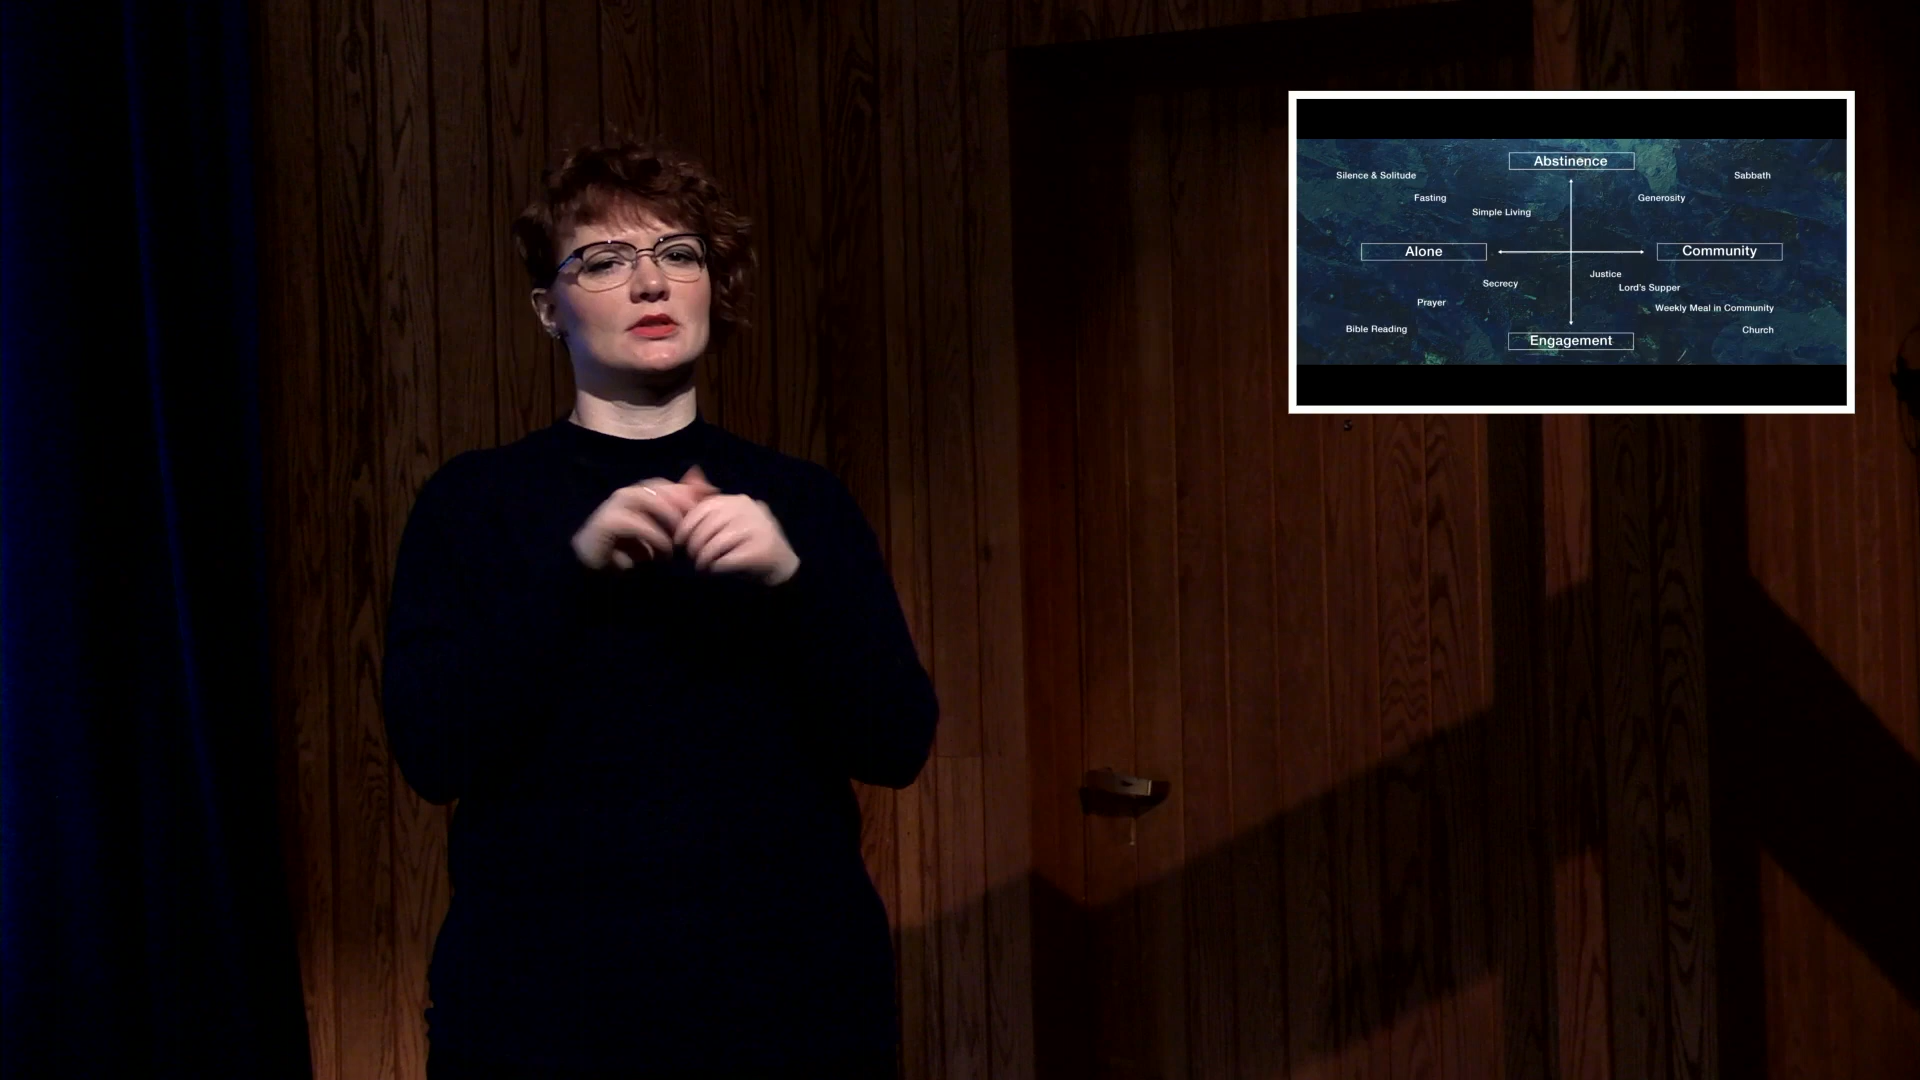 Abstinence
Silence & Solitude
Sabbath
Fasting
Generosity
Simple Living
Alone
Community
Justice
Secrecy
Lord's Supper
Prayer
Weekly Meal in Community
Bible Reading
Church
Engagement